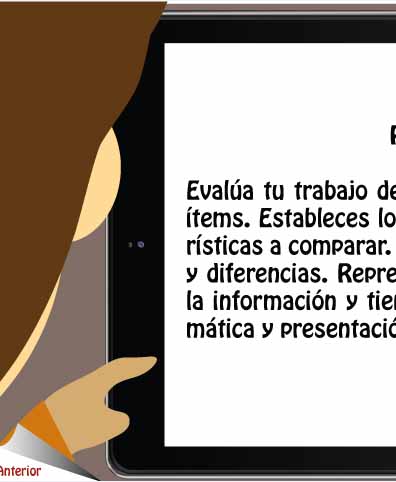 Evalúa tu trabajo de
ítems. Estableces lo
rísticas a comparar.
y diferencias. Repre
la información y tie
mática y presentació
Anterior